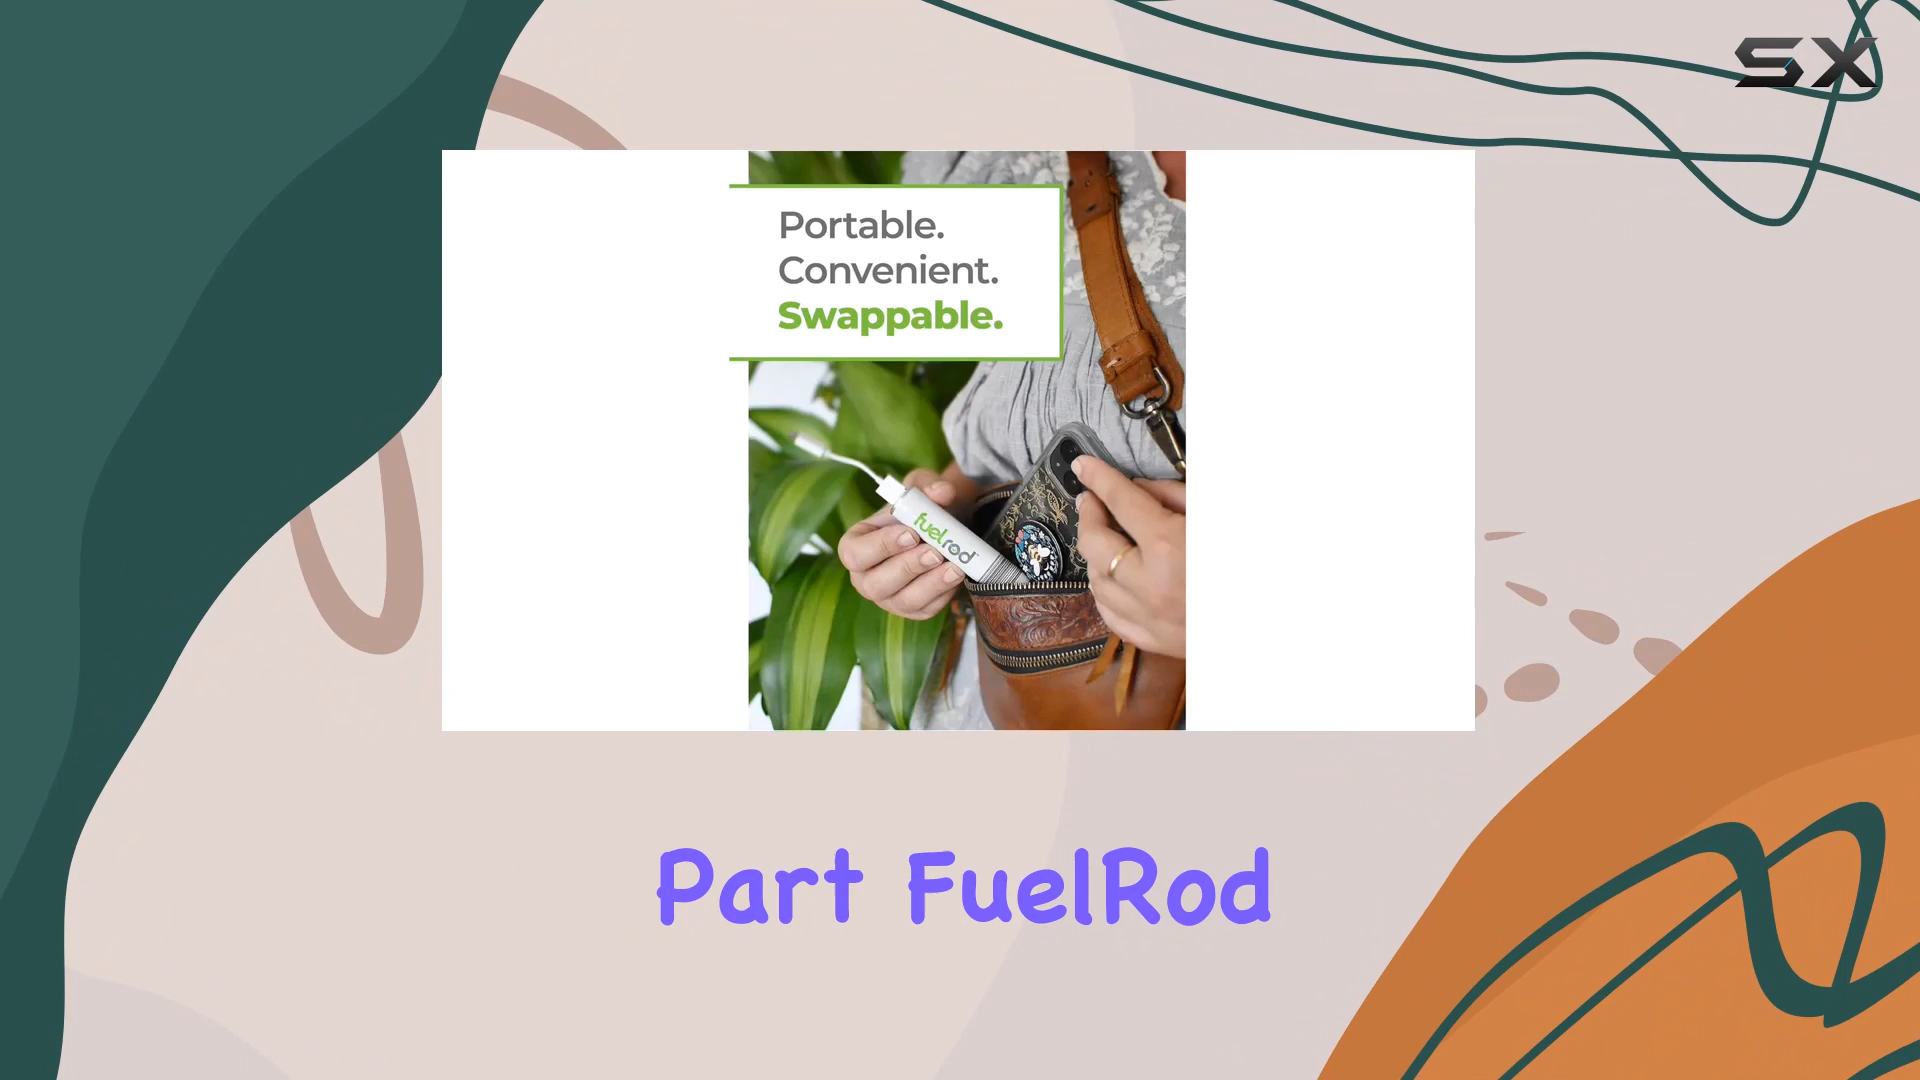 SX
Portable.
Convenient.
Swappable.
fuelrod
Part FuelRod